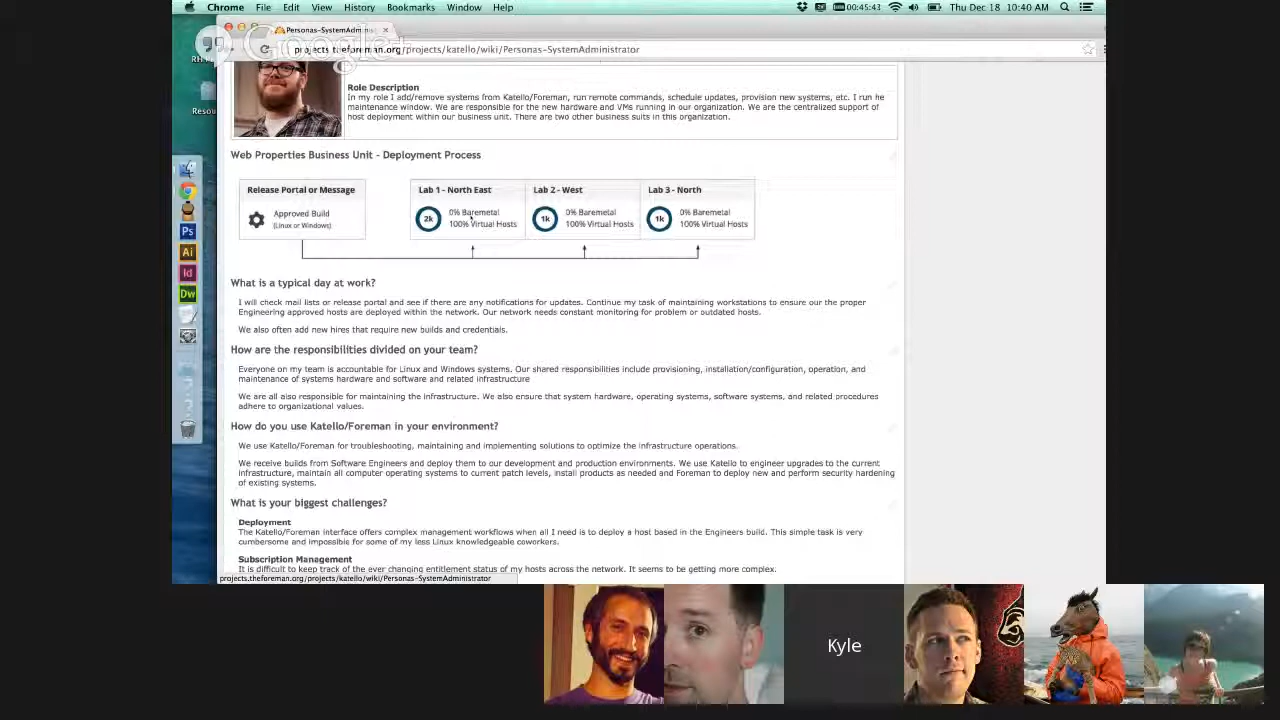 Chrome File Edit View History Bookmarks Window Help 00:45:43 Thu Dec 18 10:40 AM
Personas-SystemAdminis
Google+
projects.theforeman.org/projects/katello/wiki/Personas-SystemAdministrator
Resou
Role Description
In my role I add/remove systems from Katello/Foreman, run remote commands, schedule updates, provision new systems, etc. I run he
maintenance window. We are responsible for the new hardware and VMs running in our organization. We are the centralized support of
host deployment within our business unit. There are two other business suits in this organization.
Web Properties Business Unit - Deployment Process
Release Portal or Message
Approved Build
(Linux or Windows)
Lab 1 - North East
2k
0% Baremetal
100% Virtual Hosts
Lab 2 - West
1k
0% Baremetal
100% Virtual Hosts
Lab 3 - North
1k
0% Baremetal
100% Virtual Hosts
Ps
Ai
Id
Dw
What is a typical day at work?
I will check mail lists or release portal and see if there are any notifications for updates. Continue my task of maintaining workstations to ensure our the proper
Engineering approved hosts are deployed within the network. Our network needs constant monitoring for problem or outdated hosts.
We also often add new hires that require new builds and credentials.
How are the responsibilities divided on your team?
Everyone on my team is accountable for Linux and Windows systems. Our shared responsibilities include provisioning, installation/configuration, operation, and
maintenance of systems hardware and software and related infrastructure
We are all also responsible for maintaining the infrastructure. We also ensure that system hardware, operating systems, software systems, and related procedures
adhere to organizational values.
How do you use Katello/Foreman in your environment?
We use Katello/Foreman for troubleshooting, maintaining and implementing solutions to optimize the infrastructure operations.
We receive builds from Software Engineers and deploy them to our development and production environments. We use Katello to engineer upgrades to the current
infrastructure, maintain all computer operating systems to current patch levels, install products as needed and Foreman to deploy new and perform security hardening
of existing systems.
What is your biggest challenges?
Deployment
The Katello/Foreman interface offers complex management workflows when all I need is to deploy a host based in the Engineers build. This simple task is very
cumbersome and impossible for some of my less Linux knowledgeable coworkers.
Subscription Management
It is difficult to keep track of the ever changing entitlement status of my hosts across the network. It seems to be getting more complex.
projects.theforeman.org/projects/katello/wiki/Personas-SystemAdministrator
Kyle